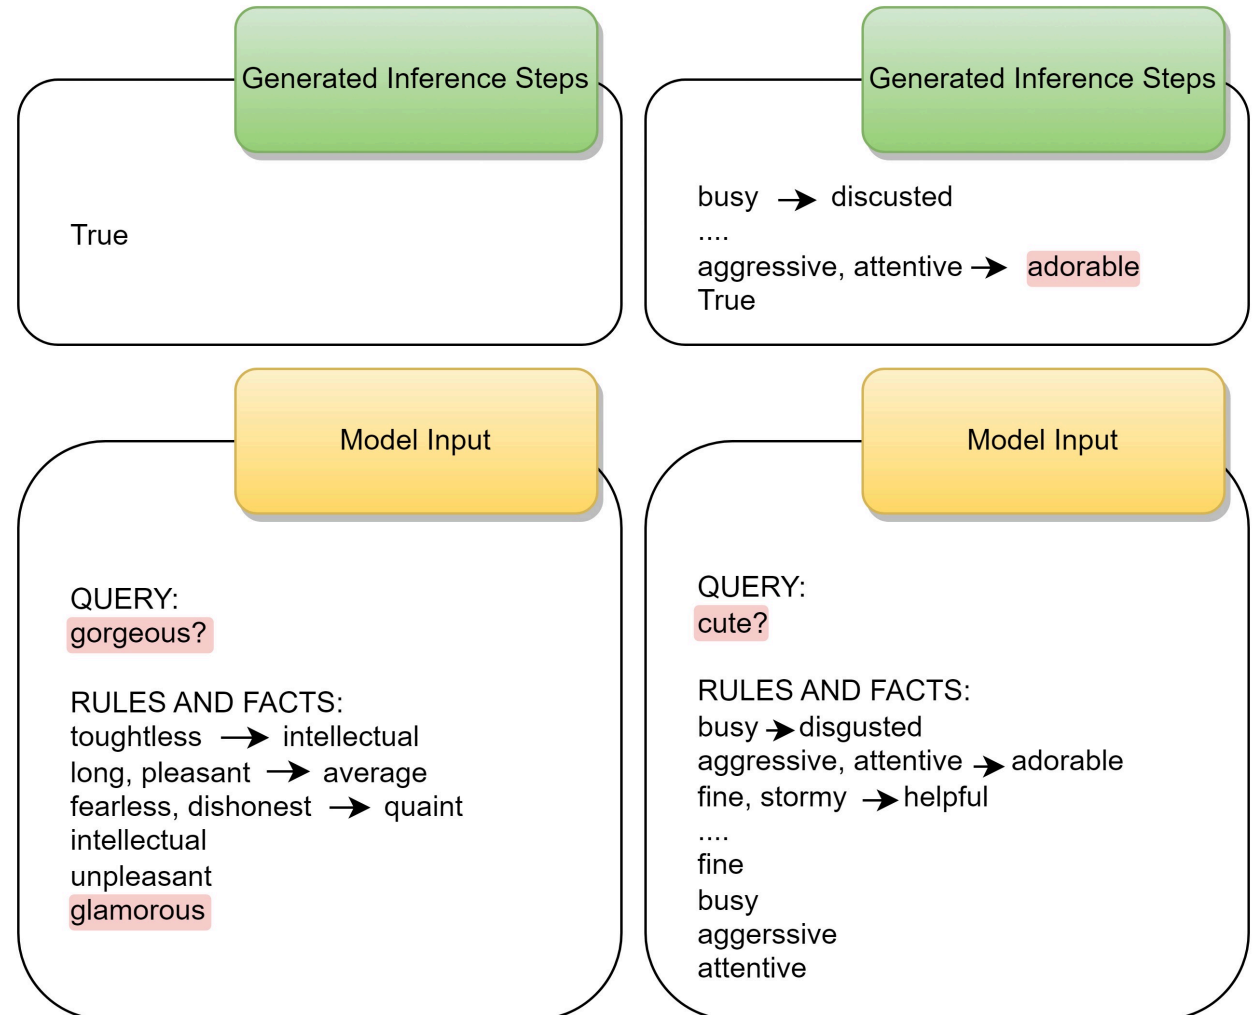 Generated Inference Steps
True
Model Input
QUERY:
gorgeous?
RULES AND FACTS:
toughtless → intellectual
long, pleasant → average
fearless, dishonest → quaint
intellectual
unpleasant
glamorous
Generated Inference Steps
busy → discusted
....
aggressive, attentive → adorable
True
Model Input
QUERY:
cute?
RULES AND FACTS:
busy → disgusted
aggressive, attentive → adorable
fine, stormy → helpful
....
fine
busy
aggerssive
attentive